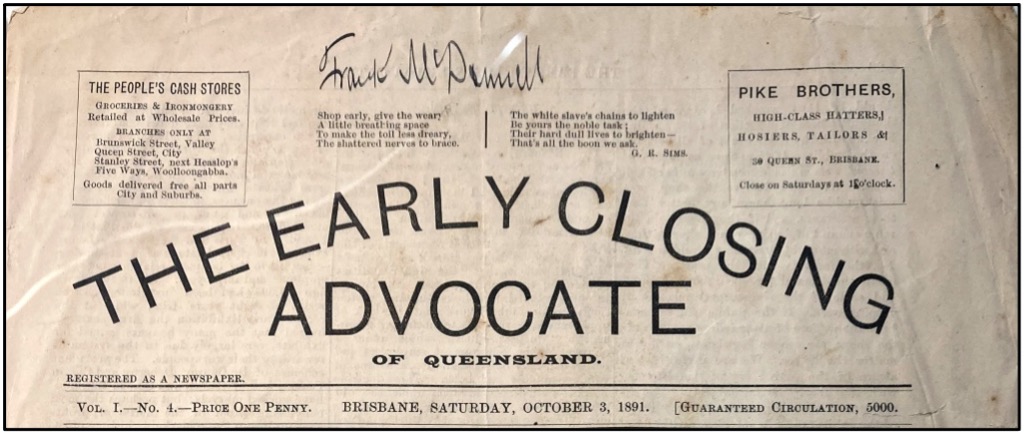 Frank McDonnell
THE PEOPLE'S CASH STORES
GROCERIES & IRONMONGERY
Retailed at Wholesale Prices.
BRANCHES ONLY AT
Brunswick Street, Valley
Queen Street, City
Stanley Street, next Heaslop's
Five Ways, Woolloongabba.
Goods delivered free all parts
City and Suburbs.
Shop early, give the weary
A little breathing space
To make the toil less dreary,
The shattered nerves to brace.
The white slave's chains to lighten
Be yours the noble task;
Their hard dull lives to brighten—
That's all the boon we ask.
G. R. SIMS.
PIKE BROTHERS,
HIGH-CLASS HATTERS,
HOSIERS, TAILORS &
QUEEN ST., BRISBANE.
Close on Saturdays at o'clock.
THE EARLY CLOSING
ADVOCATE
OF QUEENSLAND.
REGISTERED AS A NEWSPAPER.
VOL. I.—No. 4.—PRICE ONE PENNY. BRISBANE, SATURDAY, OCTOBER 3, 1891. [GUARANTEED CIRCULATION, 5000.